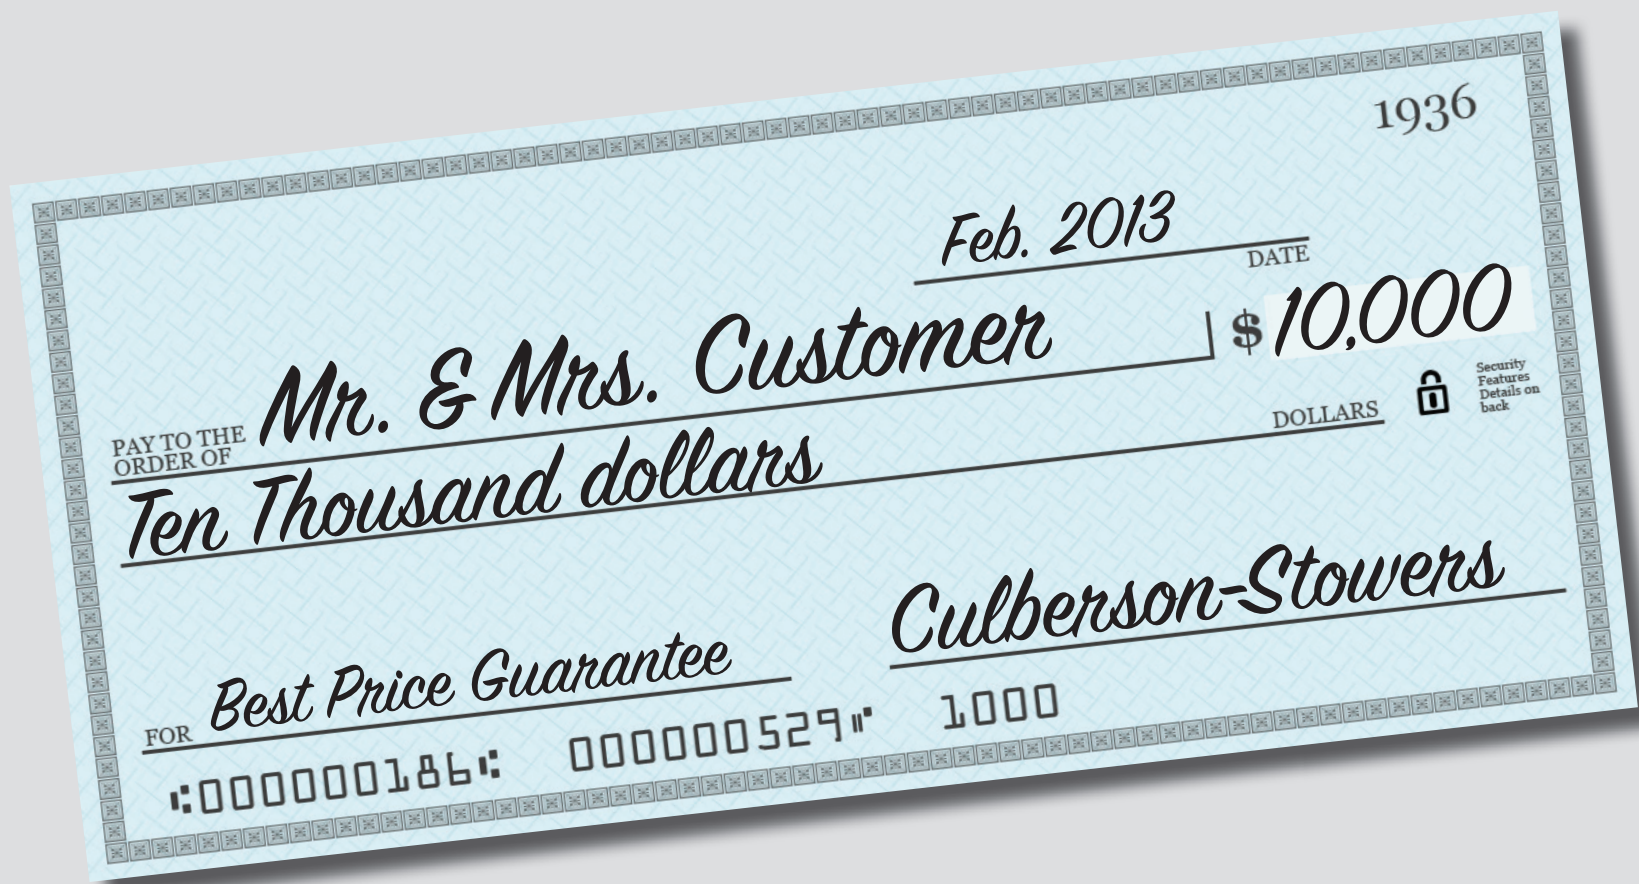 1936
Feb. 2013
DATE
PAY TO THE
ORDER OF
Mr. & Mrs. Customer
$ 10,000
Security
Features
Details on
back
Ten Thousand dollars
DOLLARS
Culberson-Stowers
FOR Best Price Guarantee
⑆000000186⑆ 000000529⑈ 1000